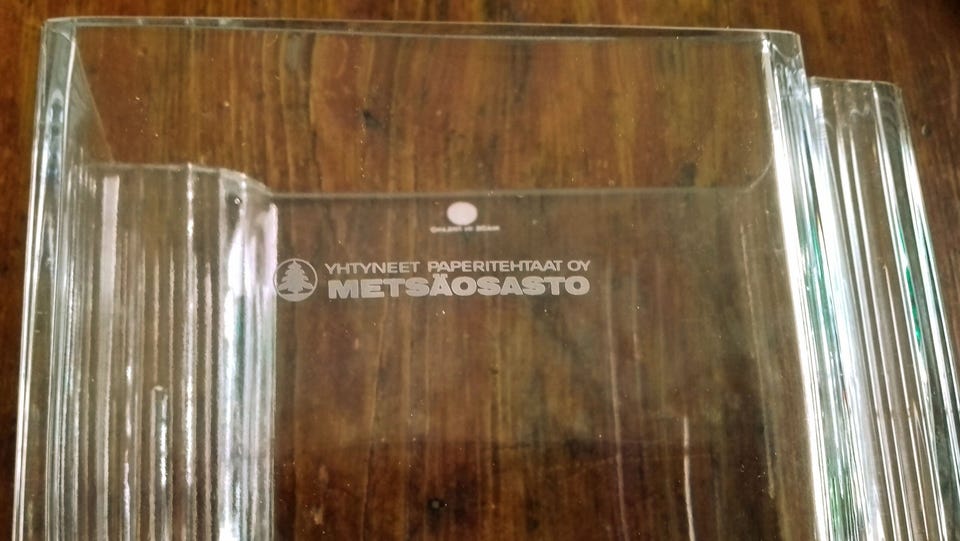 YHTYNEET PAPERITEHTAAT OY
METSÄOSASTO